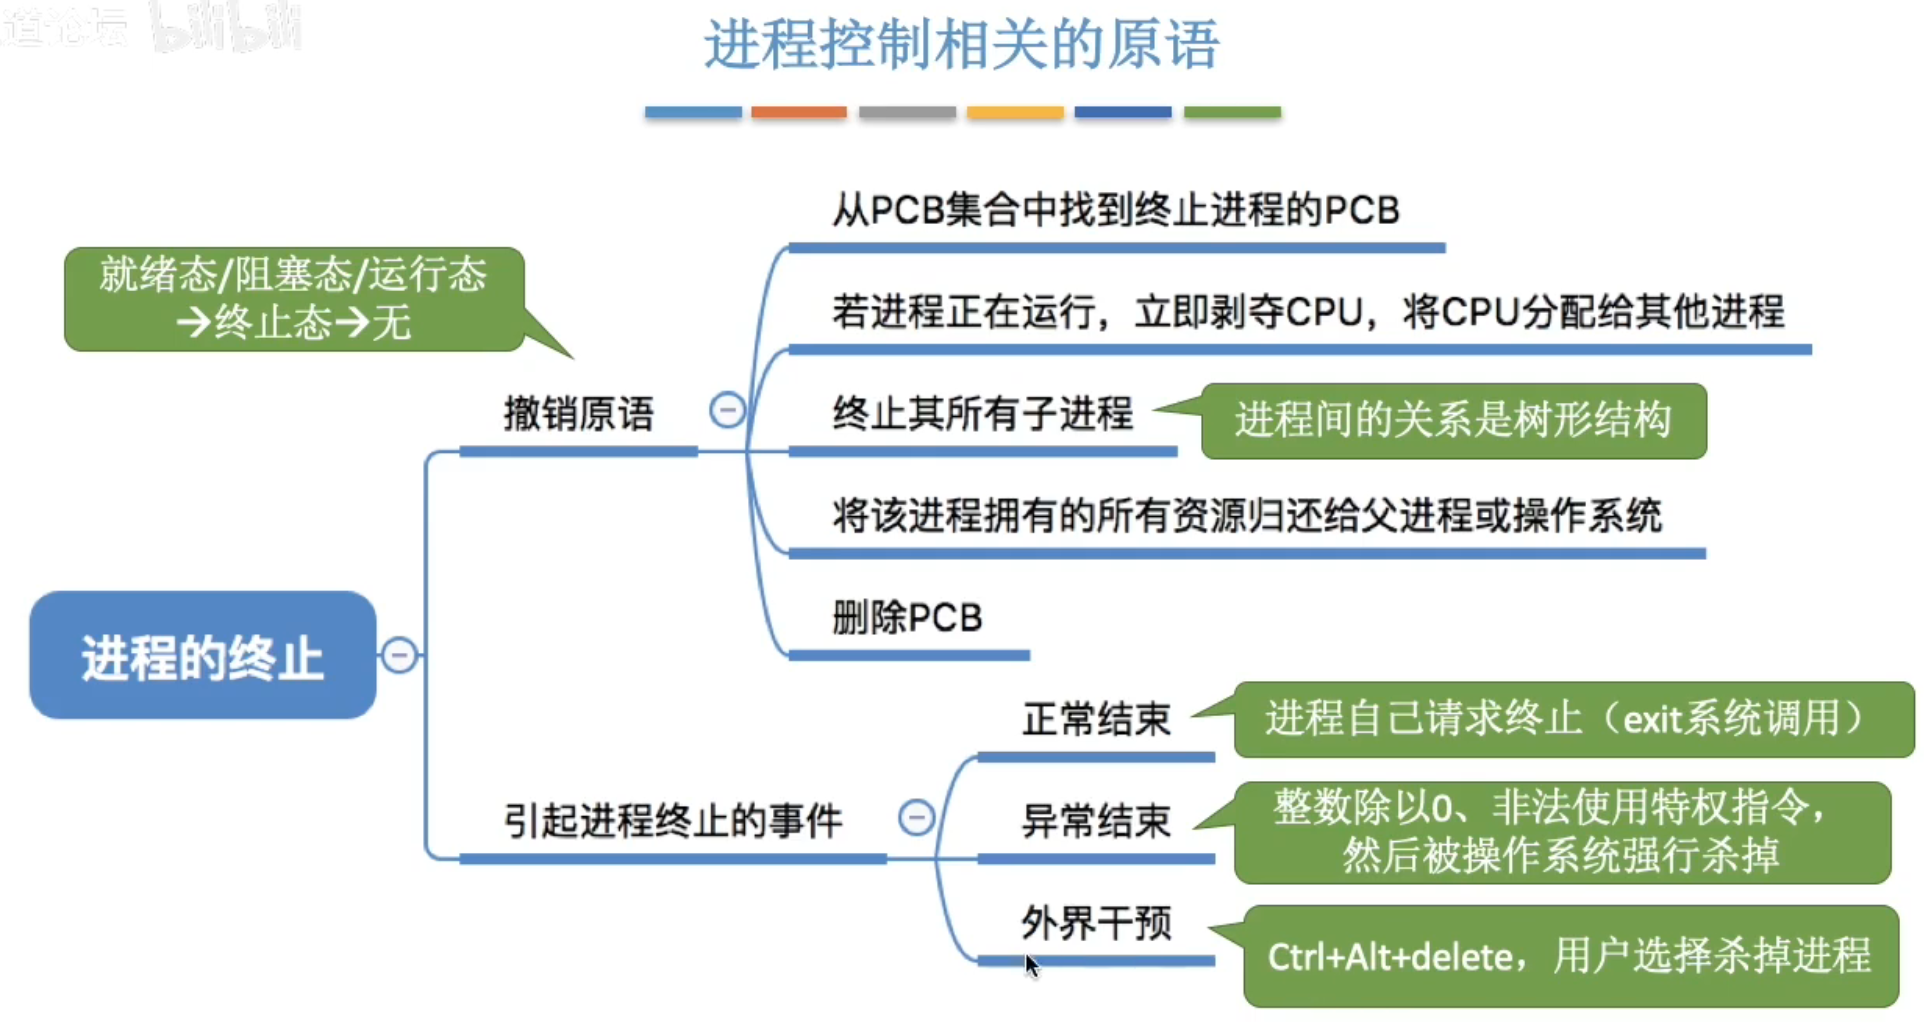 道论坛 bilibili
进程控制相关的原语
从PCB集合中找到终止进程的PCB
就绪态/阻塞态/运行态
→终止态→无
若进程正在运行，立即剥夺CPU，将CPU分配给其他进程
撤销原语
终止其所有子进程
进程间的关系是树形结构
将该进程拥有的所有资源归还给父进程或操作系统
删除PCB
进程的终止
正常结束
进程自己请求终止（exit系统调用）
引起进程终止的事件
异常结束
整数除以0、非法使用特权指令，
然后被操作系统强行杀掉
外界干预
Ctrl+Alt+delete，用户选择杀掉进程